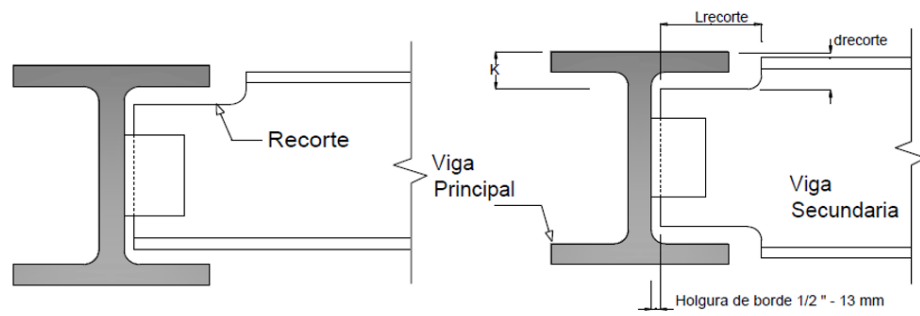 Recorte
Lrecorte
drecorte
K
Viga
Principal
Viga
Secundaria
Holgura de borde 1/2 " - 13 mm